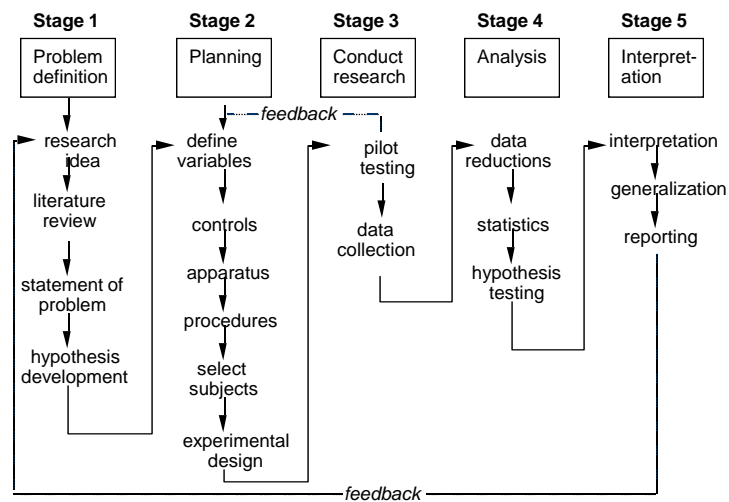 Stage 1
Problem
definition
research
idea
literature
review
statement of
problem
hypothesis
development
Stage 2
Planning
define
variables
controls
apparatus
procedures
select
subjects
experimental
design
Stage 3
Conduct
research
feedback
pilot
testing
data
collection
Stage 4
Analysis
data
reductions
statistics
hypothesis
testing
Stage 5
Interpret-
ation
interpretation
generalization
reporting
feedback